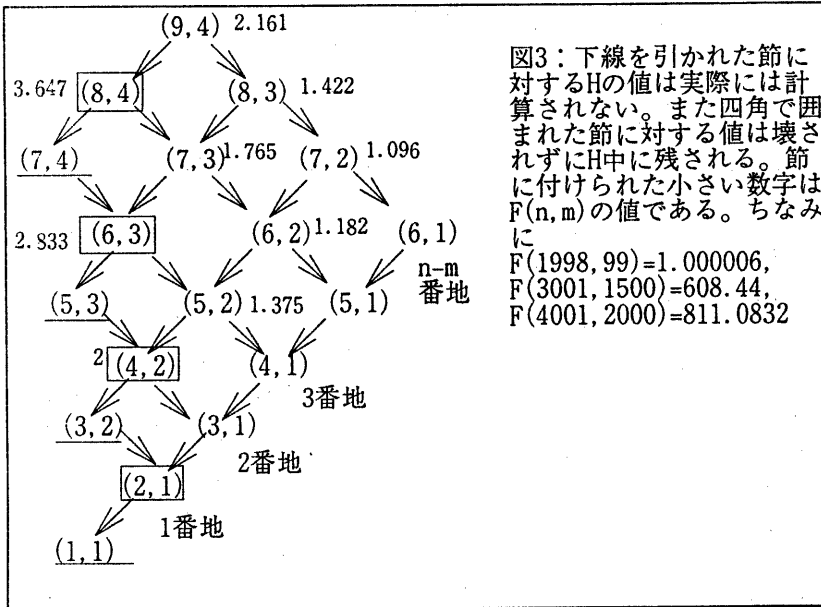 (9,4) 2.161
3.647 (8,4) (8,3) 1.422
(7,4) (7,3) 1.765 (7,2) 1.096
2.833 (6,3) (6,2) 1.182 (6,1)
n-m
番地
(5,3) (5,2) 1.375 (5,1)
2 (4,2) (4,1)
3番地
(3,2) (3,1)
2番地
(2,1)
1番地
(1,1)
図3：下線を引かれた節に
対するHの値は実際には計
算されない。また四角で囲
まれた節に対する値は壊さ
れずにH中に残される。節
に付けられた小さい数字は
F(n,m)の値である。ちなみ
に
F(1998,99)=1.000006,
F(3001,1500)=608.44,
F(4001,2000)=811.0832